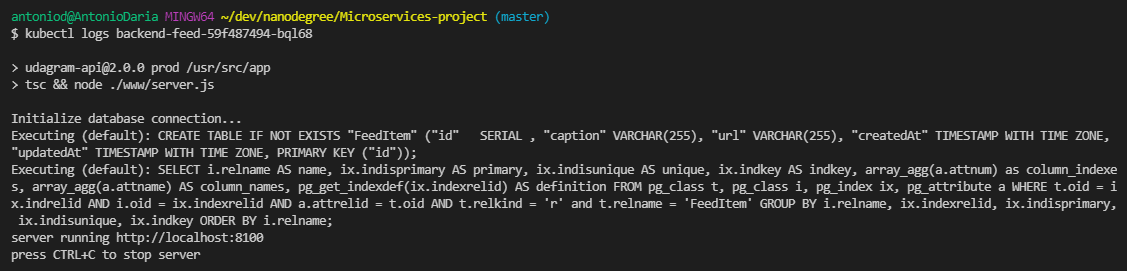 antoniod@AntonioDaria MINGW64 ~/dev/nanodegree/Microservices-project (master)
$ kubectl logs backend-feed-59f487494-bql68
> udagram-api@2.0.0 prod /usr/src/app
> tsc && node ./www/server.js
Initialize database connection...
Executing (default): CREATE TABLE IF NOT EXISTS "FeedItem" ("id"   SERIAL , "caption" VARCHAR(255), "url" VARCHAR(255), "createdAt" TIMESTAMP WITH TIME ZONE,
"updatedAt" TIMESTAMP WITH TIME ZONE, PRIMARY KEY ("id"));
Executing (default): SELECT i.relname AS name, ix.indisprimary AS primary, ix.indisunique AS unique, ix.indkey AS indkey, array_agg(a.attnum) as column_indexe
s, array_agg(a.attname) AS column_names, pg_get_indexdef(ix.indexrelid) AS definition FROM pg_class t, pg_class i, pg_index ix, pg_attribute a WHERE t.oid = i
x.indrelid AND i.oid = ix.indexrelid AND a.attrelid = t.oid AND t.relkind = 'r' and t.relname = 'FeedItem' GROUP BY i.relname, ix.indexrelid, ix.indisprimary,
 ix.indisunique, ix.indkey ORDER BY i.relname;
server running http://localhost:8100
press CTRL+C to stop server